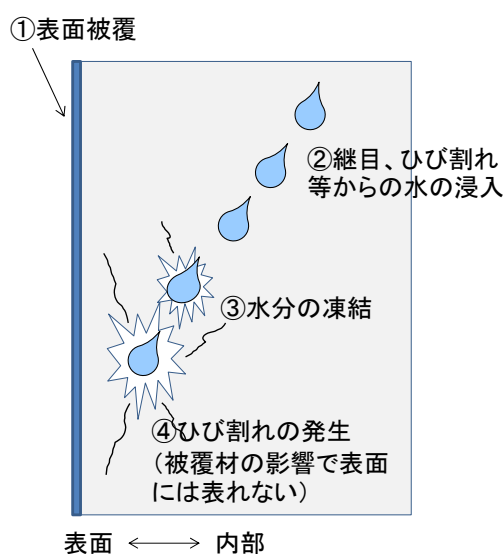 ①表面被覆
②継目、ひび割れ
等からの水の浸入
③水分の凍結
④ひび割れの発生
（被覆材の影響で表面
には表れない）
表面 ←→ 内部